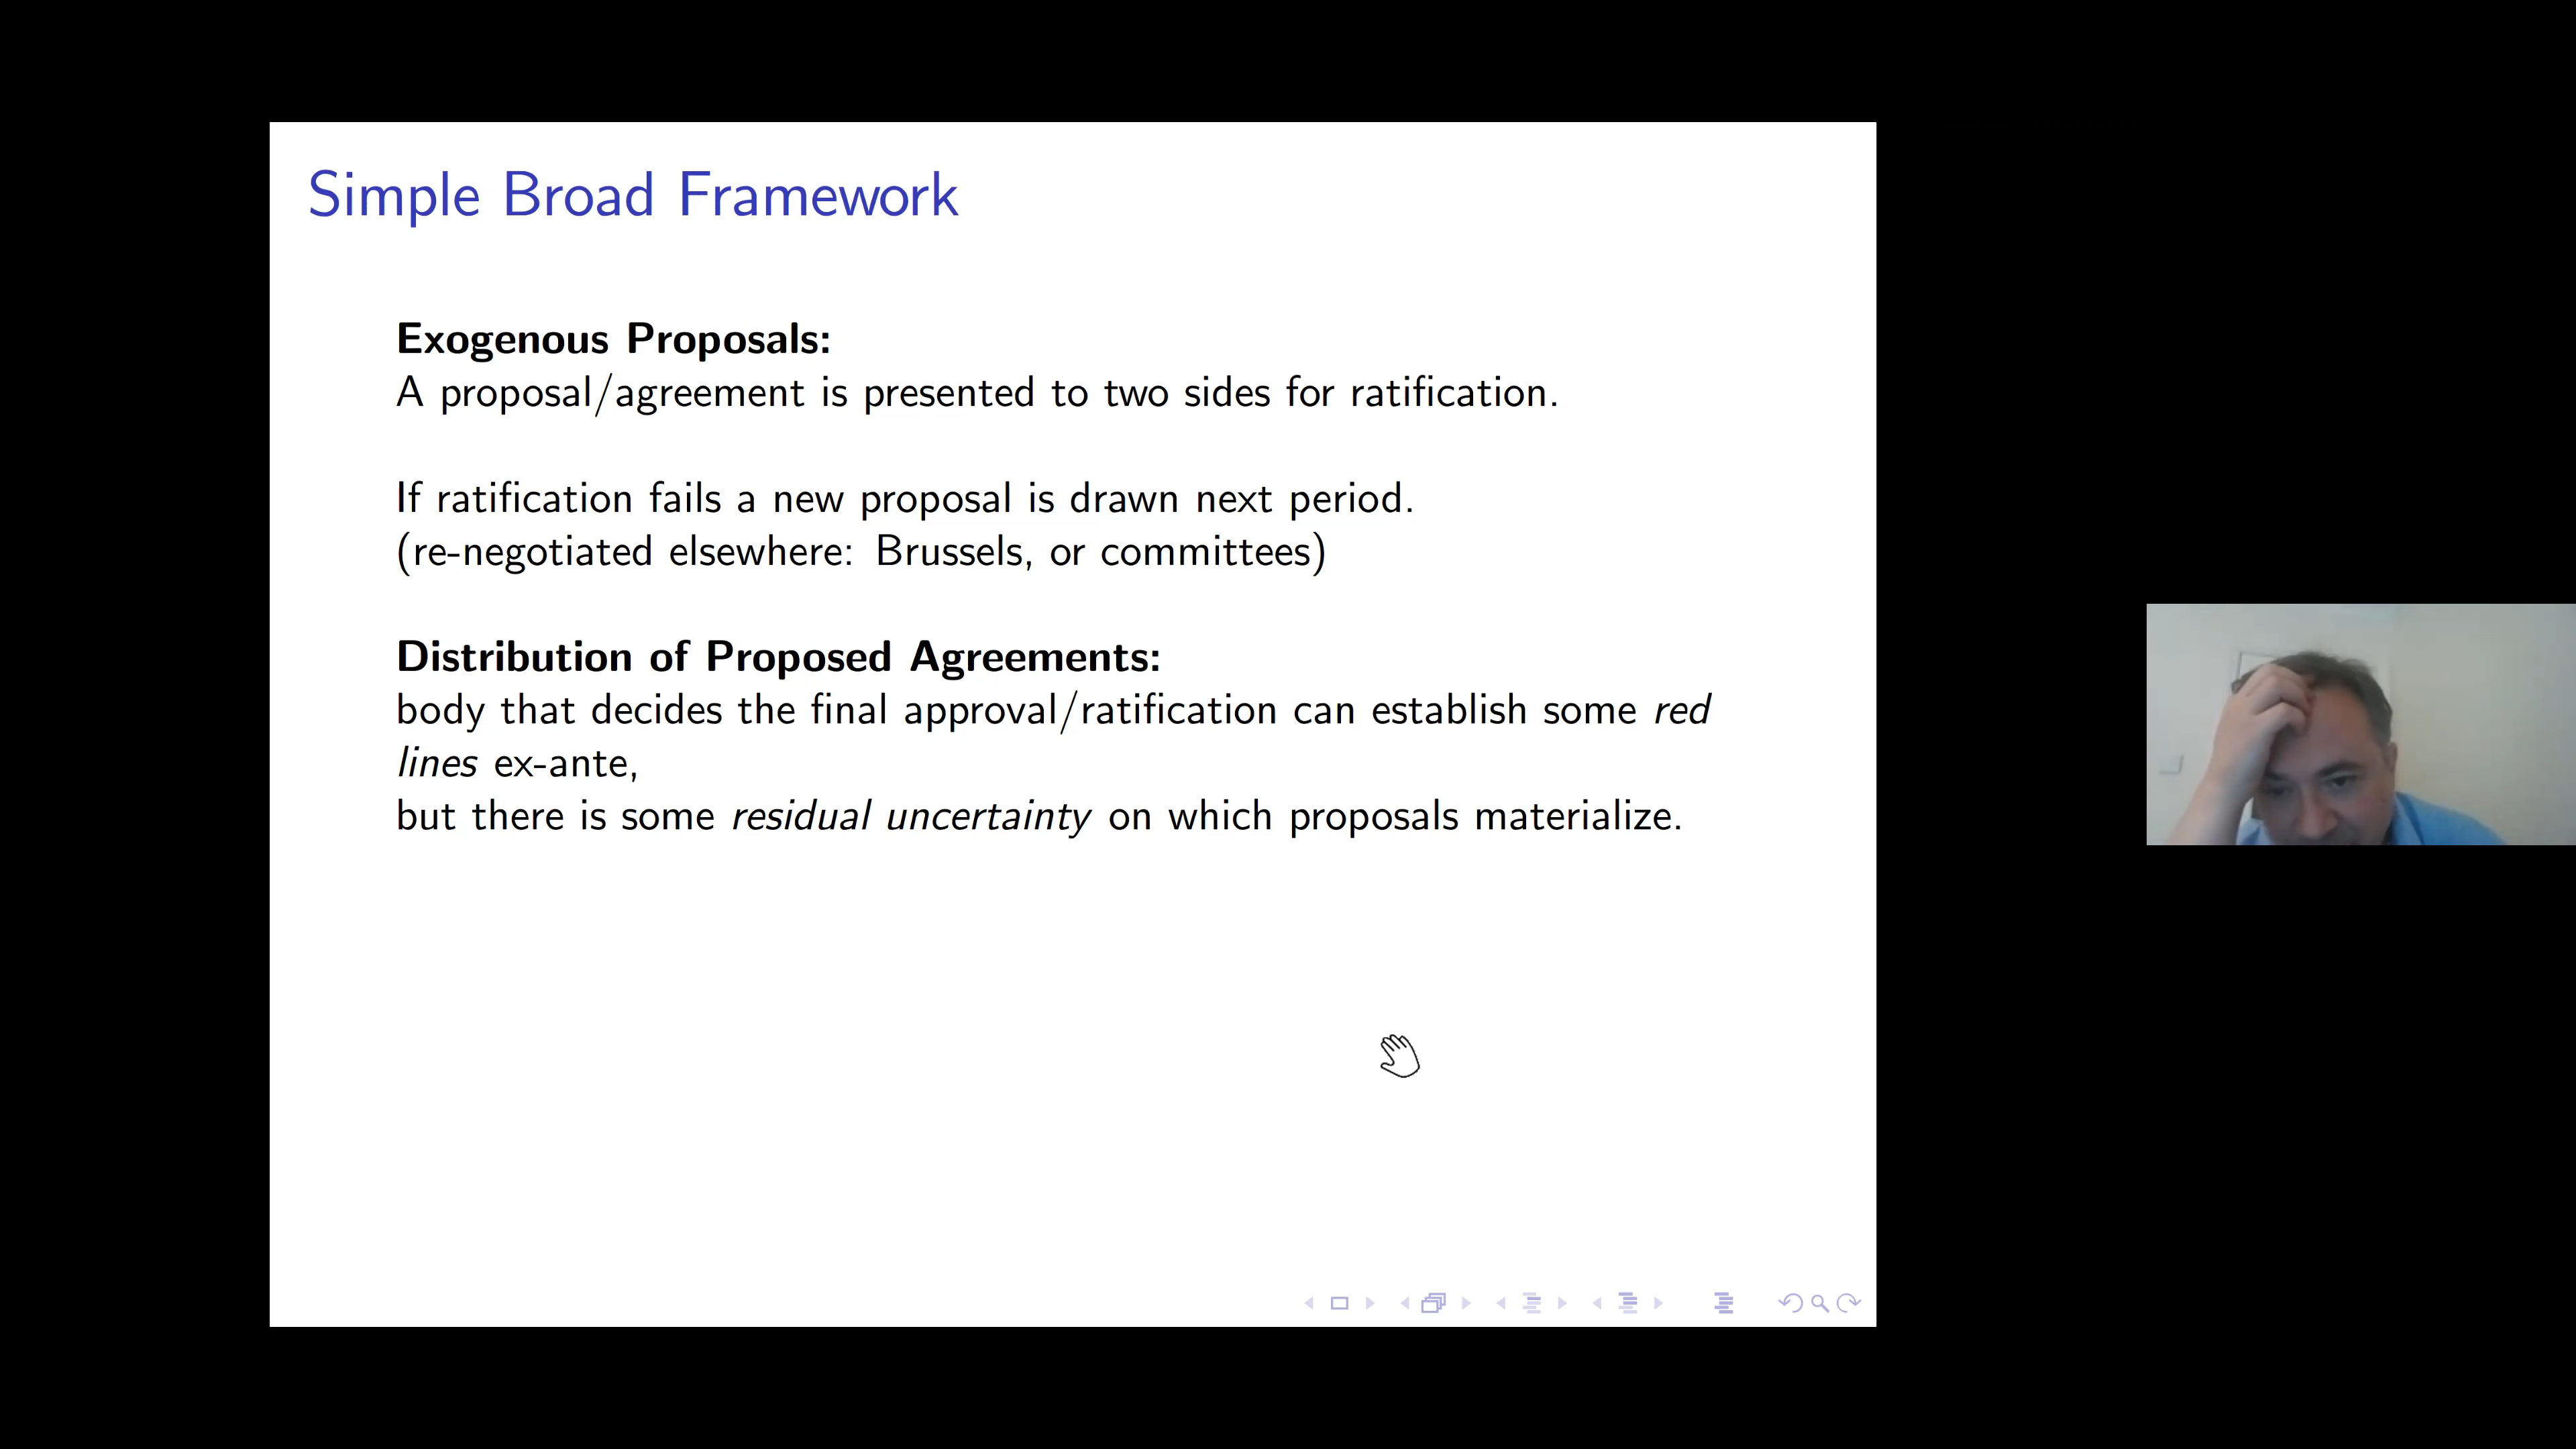 Simple Broad Framework
Exogenous Proposals:
A proposal/agreement is presented to two sides for ratification.
If ratification fails a new proposal is drawn next period.
(re-negotiated elsewhere: Brussels, or committees)
Distribution of Proposed Agreements:
body that decides the final approval/ratification can establish some red
lines ex-ante,
but there is some residual uncertainty on which proposals materialize.